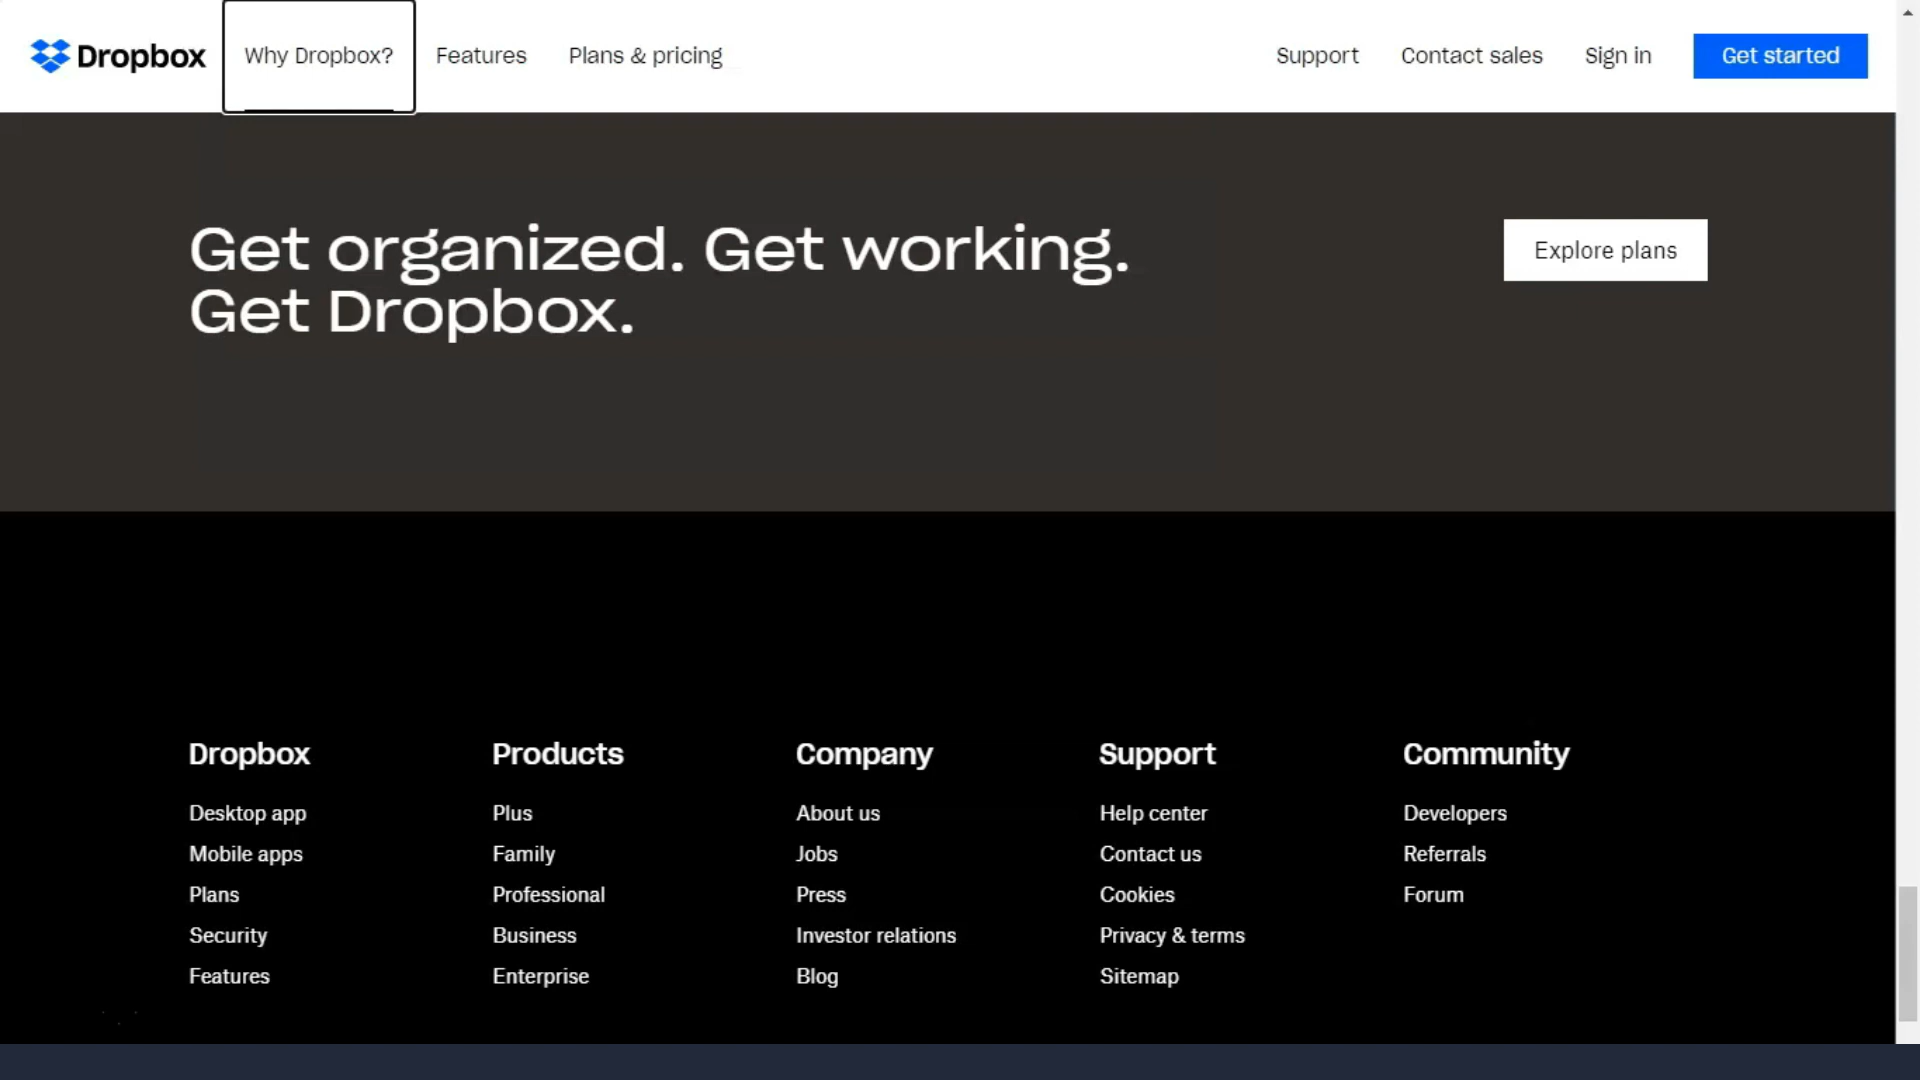 Dropbox
Why Dropbox?
Features
Plans & pricing
Support
Contact sales
Sign in
Get started
Get organized. Get working.
Get Dropbox.
Explore plans
Dropbox
Desktop app
Mobile apps
Plans
Security
Features
Products
Plus
Family
Professional
Business
Enterprise
Company
About us
Jobs
Press
Investor relations
Blog
Support
Help center
Contact us
Cookies
Privacy & terms
Sitemap
Community
Developers
Referrals
Forum